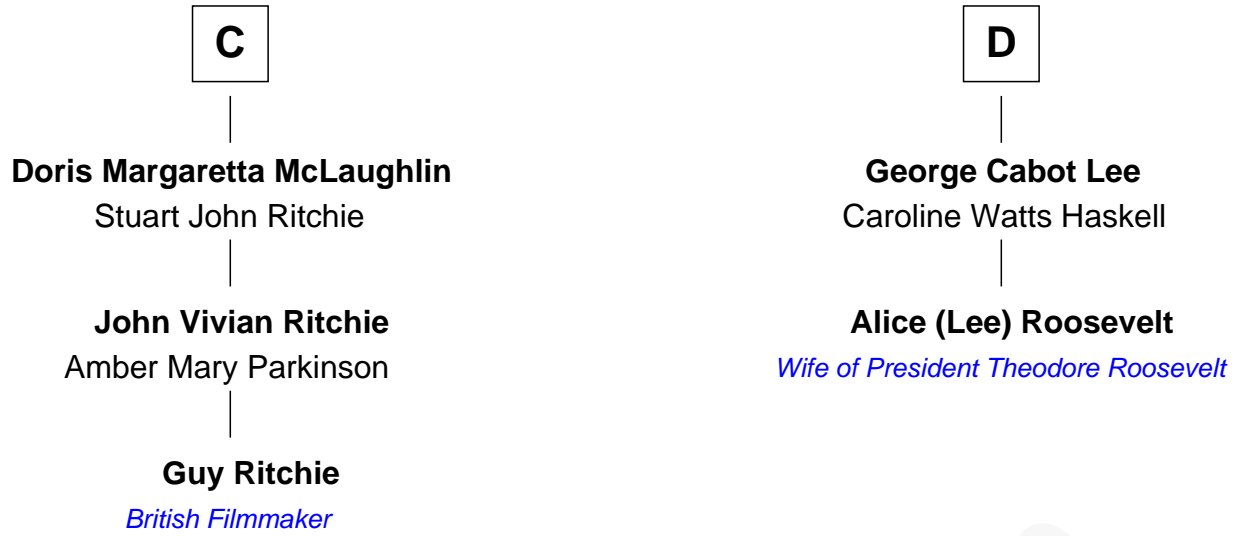 C
Doris Margaretta McLaughlin
Stuart John Ritchie
John Vivian Ritchie
Amber Mary Parkinson
Guy Ritchie
British Filmmaker
D
George Cabot Lee
Caroline Watts Haskell
Alice (Lee) Roosevelt
Wife of President Theodore Roosevelt